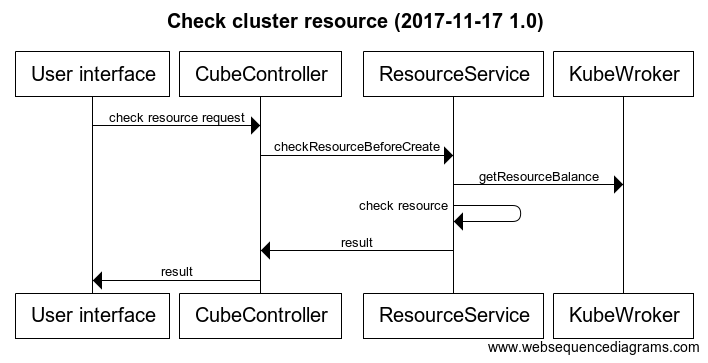 Check cluster resource (2017-11-17 1.0)
User interface CubeController ResourceService KubeWroker
check resource request
checkResourceBeforeCreate
getResourceBalance
check resource
result
result
User interface CubeController ResourceService KubeWroker
www.websequencediagrams.com